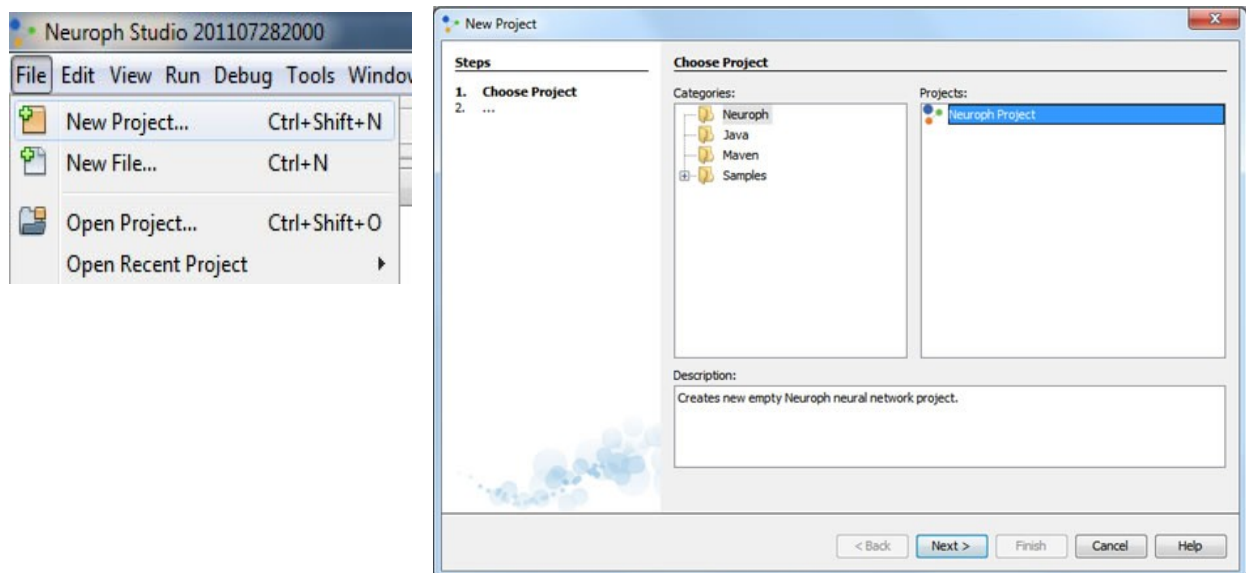 Neuroph Studio 201107282000
File Edit View Run Debug Tools
New Project... Ctrl+Shift+N
New File... Ctrl+N
Open Project... Ctrl+Shift+O
Open Recent Project
New Project
Steps
1. Choose Project
2. ...
Choose Project
Categories:
Neuroph
Java
Maven
Samples
Projects:
Neuroph Project
Description:
Creates new empty Neuroph neural network project.
< Back Next > Finish Cancel Help